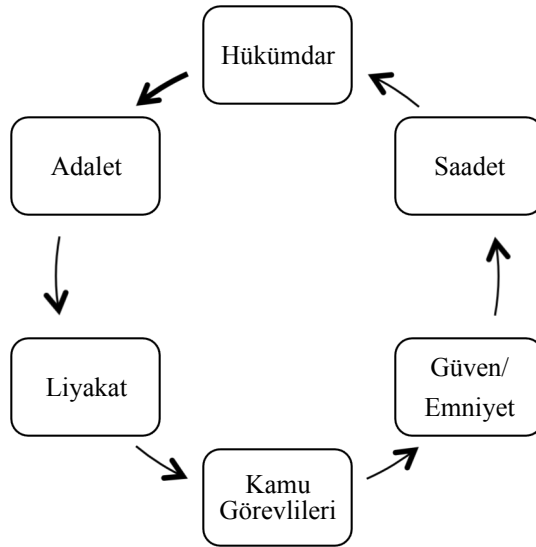 Hükümdar
Adalet
Saadet
Liyakat
Güven/
Emniyet
Kamu
Görevlileri